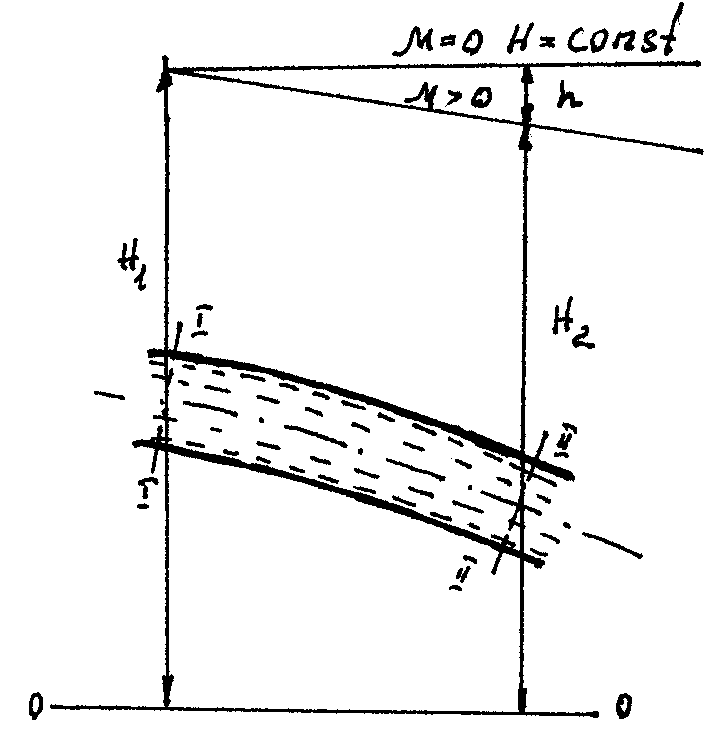 M=0 H=const
M>0 h
H₁
H₂
I
II
I
II
0 0